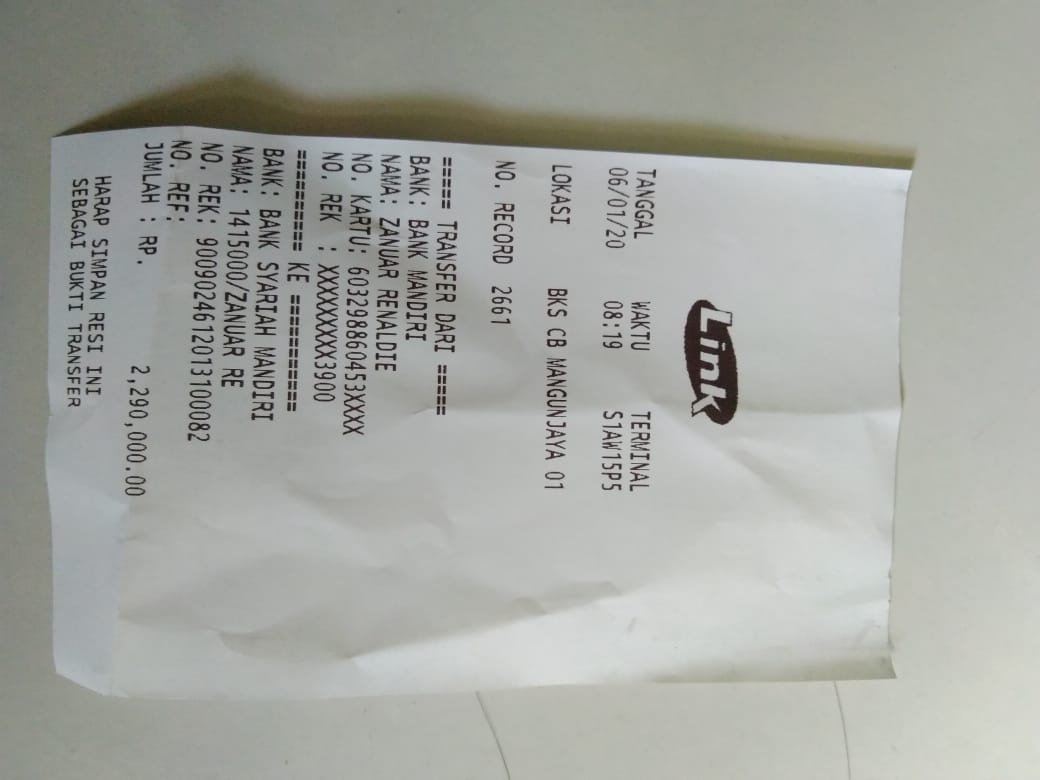 Link
TANGGAL WAKTU TERMINAL
06/01/20 08:19 S1AW15P5
LOKASI BKS CB MANGUNJAYA 01
NO. RECORD 2661
===== TRANSFER DARI =====
BANK: BANK MANDIRI
NAMA: ZANUAR RENALDIE
NO. KARTU: 603298860453XXXX
NO. REK : XXXXXXXXX3900
========= KE ==========
BANK: BANK SYARIAH MANDIRI
NAMA: 1415000/ZANUAR RE
NO. REK: 9009024612013100082
NO. REF:
JUMLAH : RP. 2,290,000.00
HARAP SIMPAN RESI INI
SEBAGAI BUKTI TRANSFER